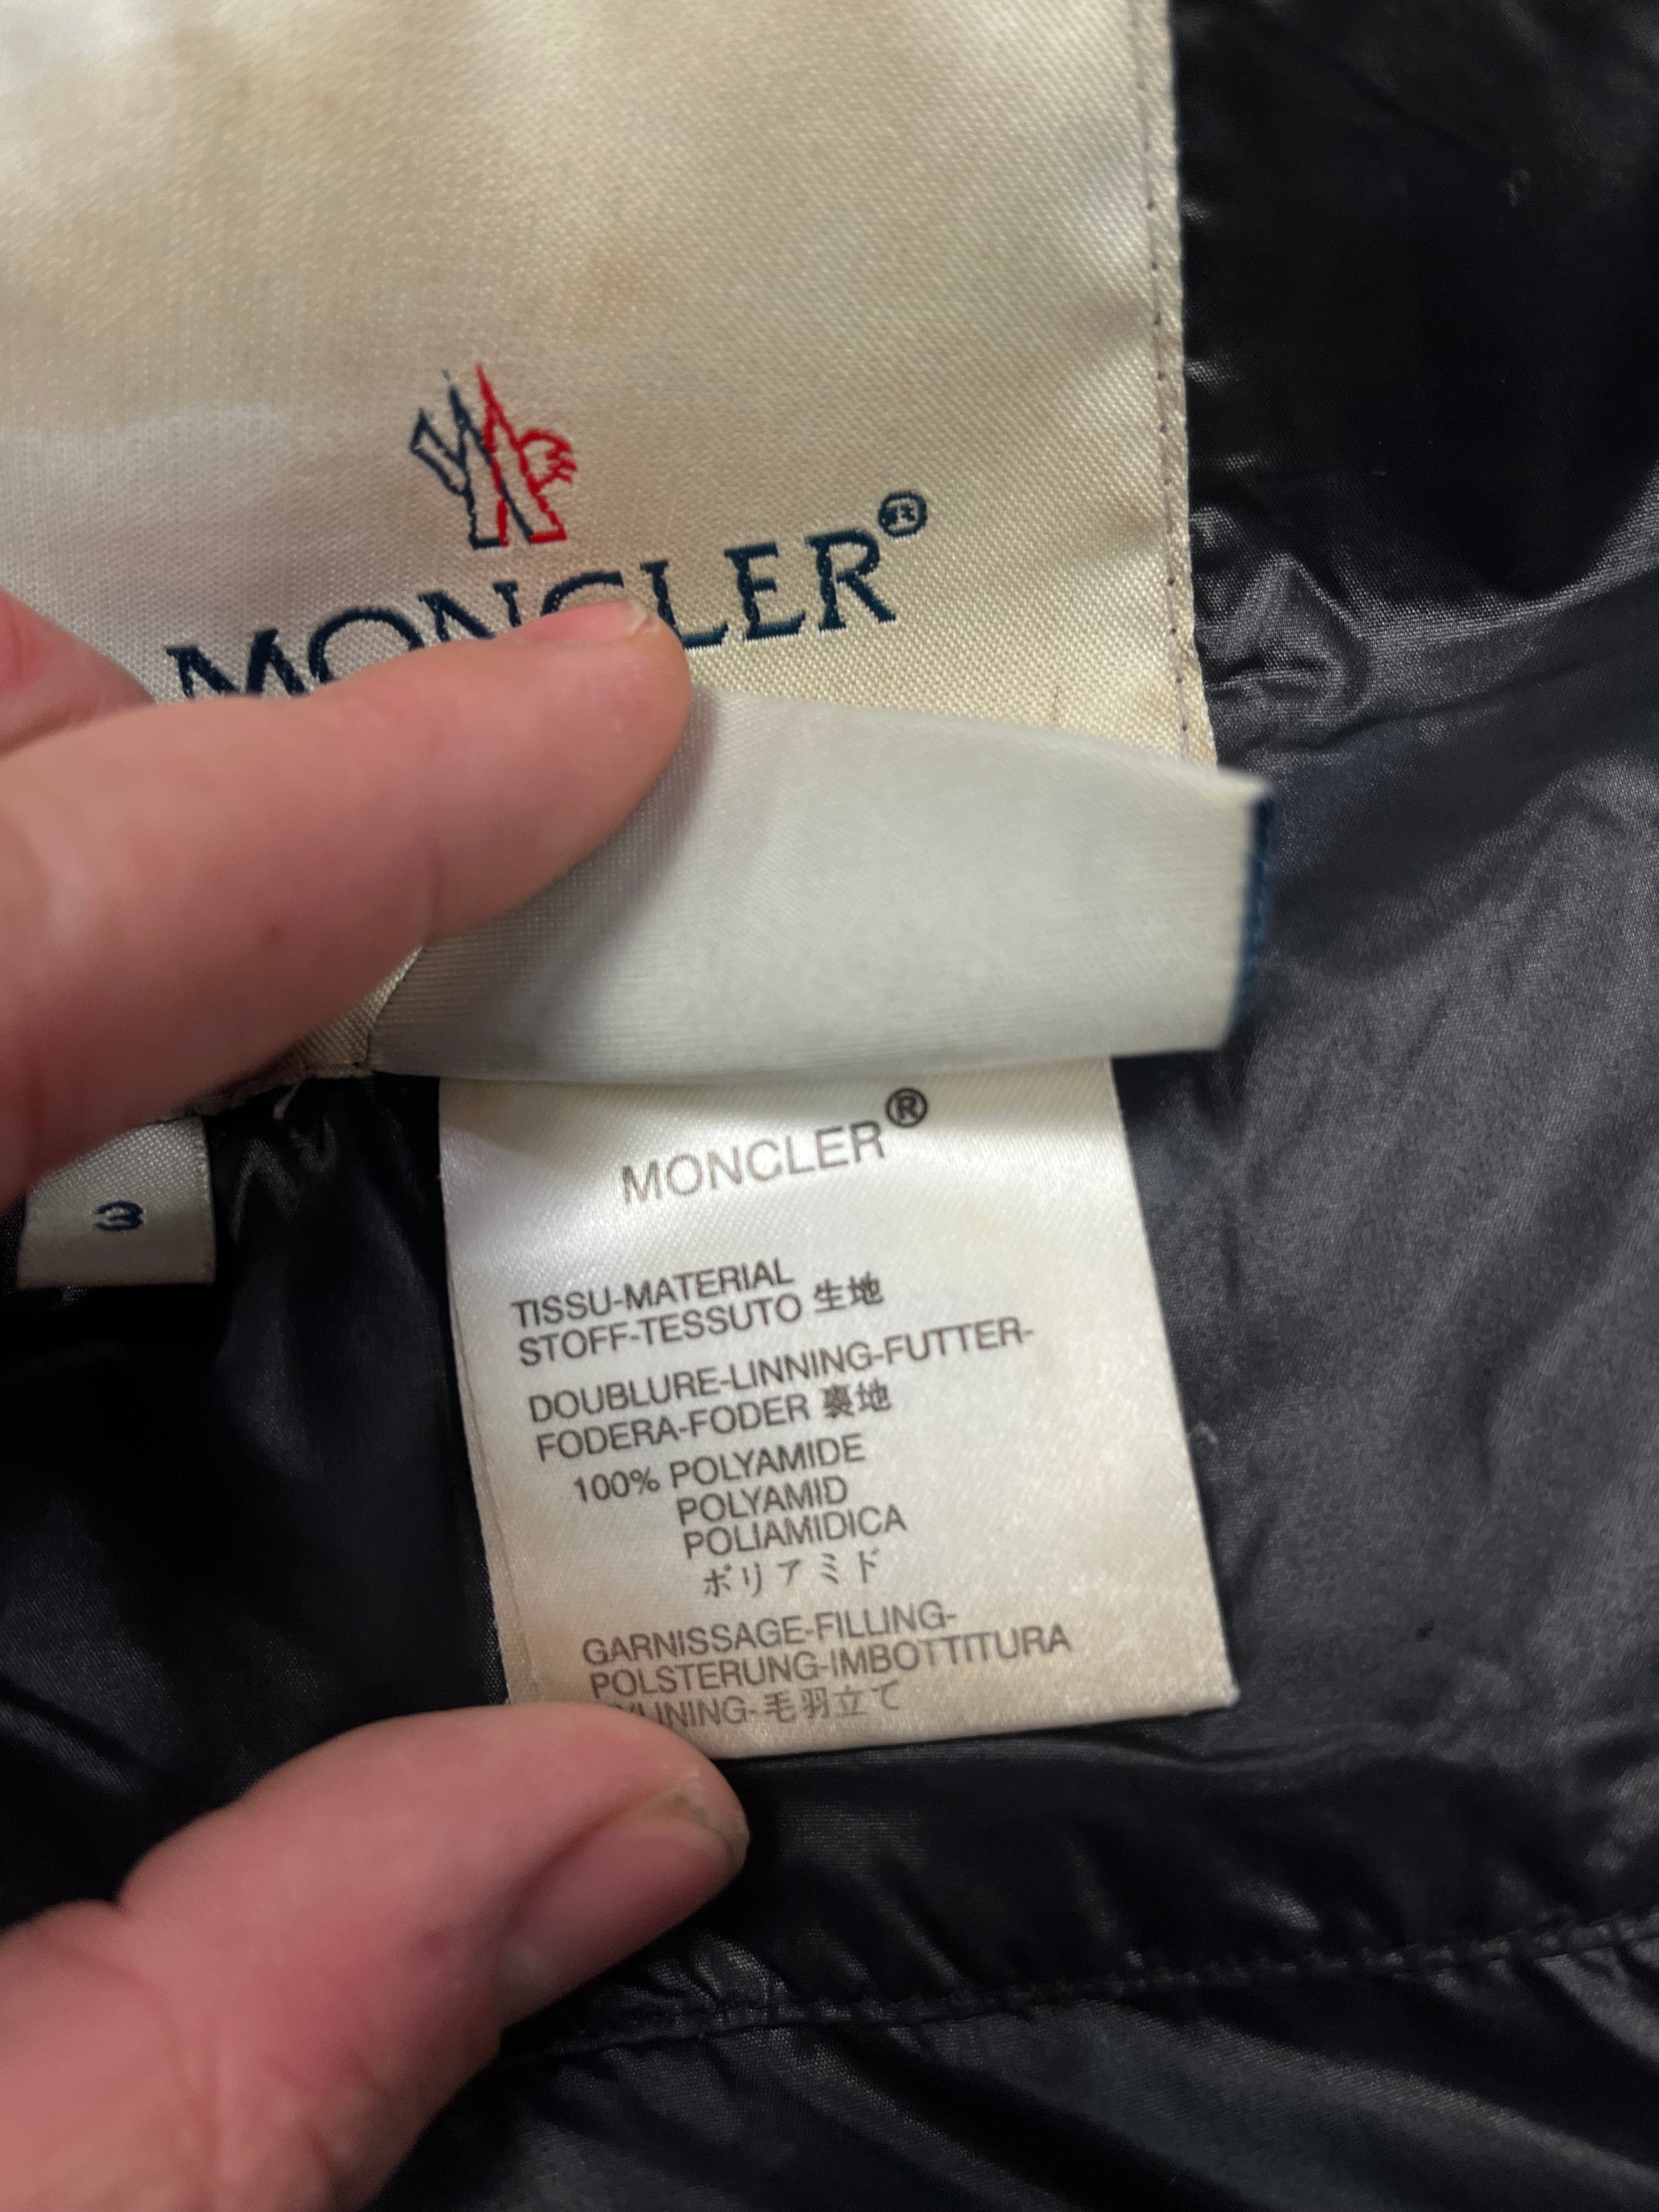 MONCLER®
3
MONCLER®
TISSU-MATERIAL
STOFF-TESSUTO 生地
DOUBLURE-LINNING-FUTTER-
FODERA-FODER 裏地
100% POLYAMIDE
POLYAMID
POLIAMIDICA
ポリアミド
GARNISSAGE-FILLING-
POLSTERUNG-IMBOTTITURA
毛羽立て